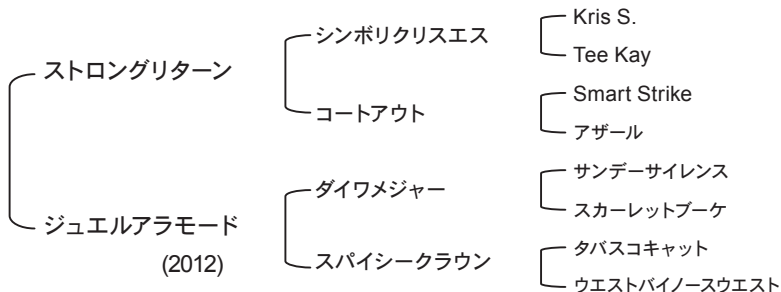 ストロングリターン
シンボリクリスエス
Kris S.
Tee Kay
コートアウト
Smart Strike
アザール
ジュエルアラモード
(2012)
ダイワメジャー
サンデーサイレンス
スカーレットブーケ
スパイシークラウン
タバスコキャット
ウエストバイノースウエスト